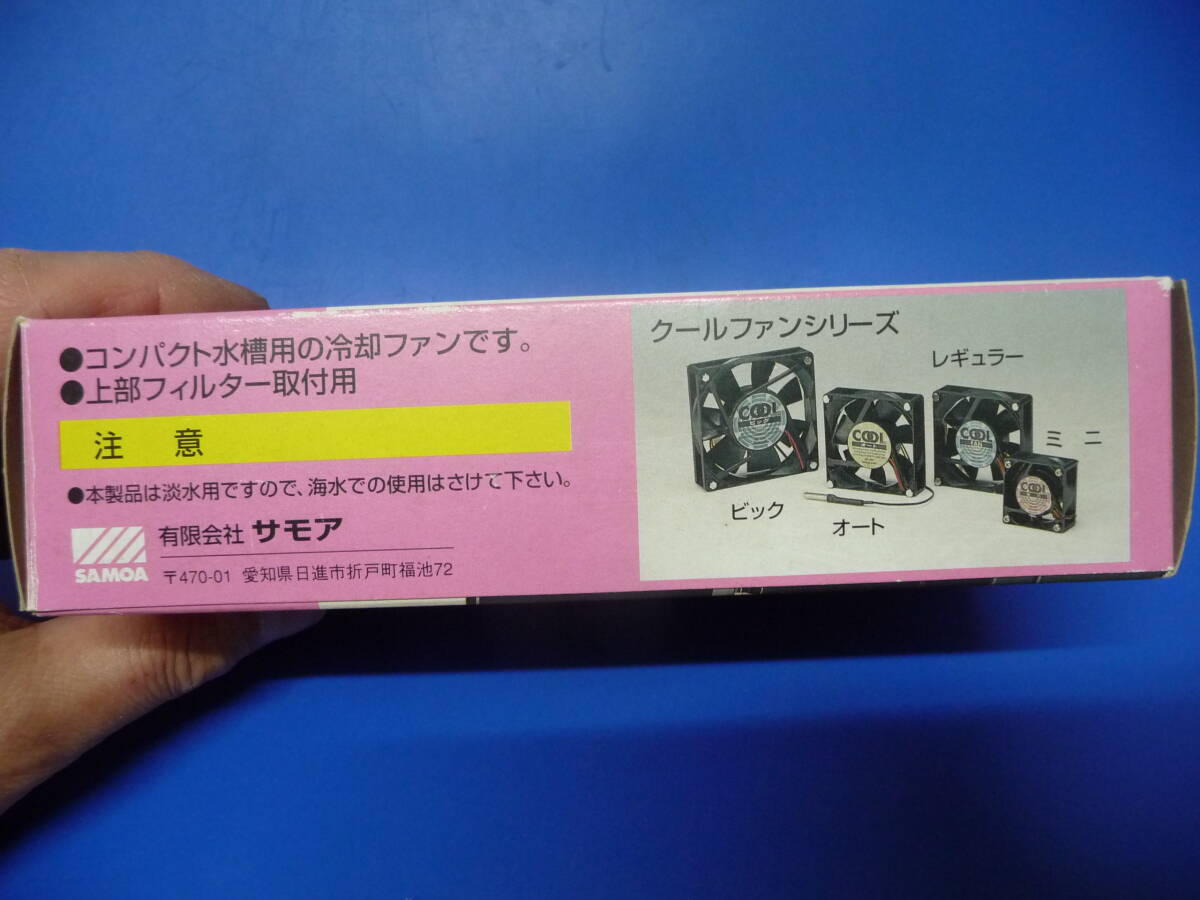 ●コンパクト水槽用の冷却ファンです。
●上部フィルター取付用
注 意
●本製品は淡水用ですので、海水での使用はさけて下さい。
SAMOA
有限会社 サモア
〒470-01 愛知県日進市折戸町福池72
クールファンシリーズ
レギュラー
ミ ニ
ビック
オート
COOL
COOL
COOL
FAN
COOL